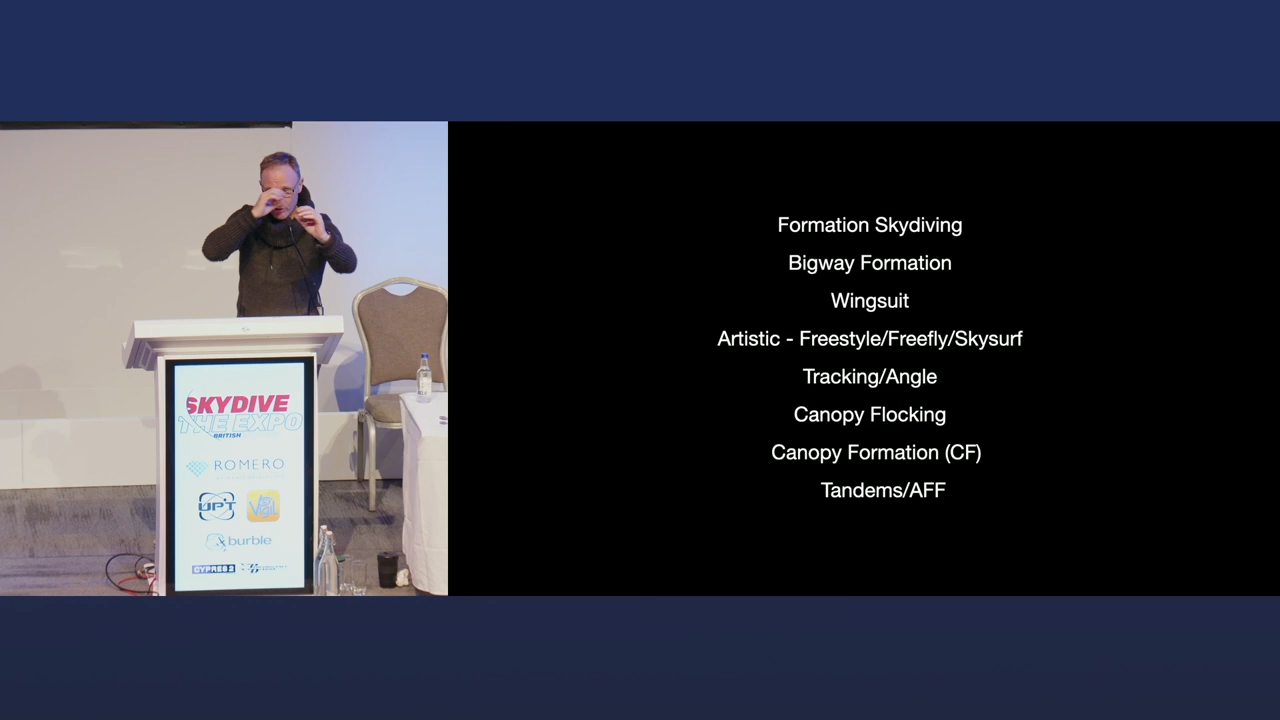 SKYDIVE
THE EXPO
BRITISH
ROMERO
UPT
Vigil
burble
CYPRES 2
Formation Skydiving
Bigway Formation
Wingsuit
Artistic - Freestyle/Freefly/Skysurf
Tracking/Angle
Canopy Flocking
Canopy Formation (CF)
Tandems/AFF